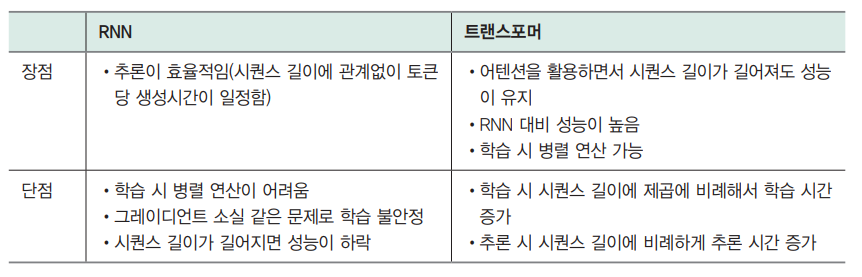 RNN 트랜스포머
장점
• 추론이 효율적임(시퀀스 길이에 관계없이 토큰
당 생성시간이 일정함)
• 어텐션을 활용하면서 시퀀스 길이가 길어져도 성능
이 유지
• RNN 대비 성능이 높음
• 학습 시 병렬 연산 가능
단점
• 학습 시 병렬 연산이 어려움
• 그레이디언트 소실 같은 문제로 학습 불안정
• 시퀀스 길이가 길어지면 성능이 하락
• 학습 시 시퀀스 길이에 제곱에 비례해서 학습 시간
증가
• 추론 시 시퀀스 길이에 비례하게 추론 시간 증가